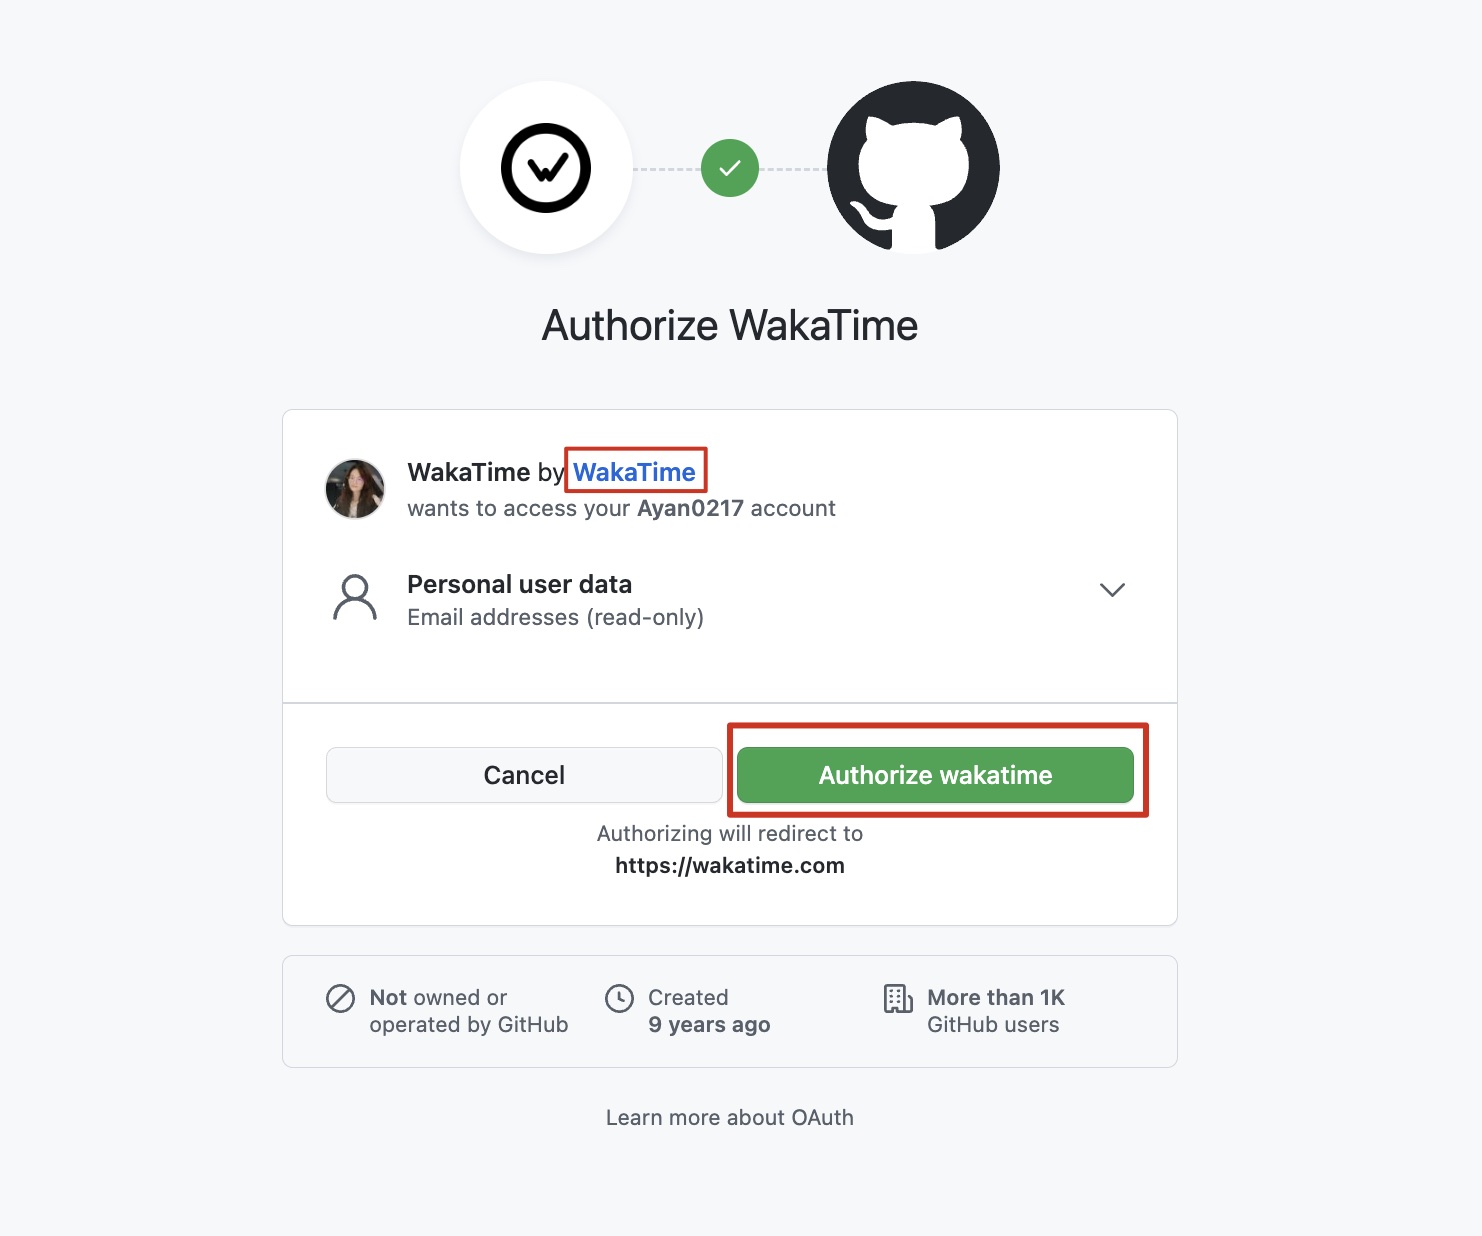 Authorize WakaTime
WakaTime by WakaTime
wants to access your Ayan0217 account
Personal user data
Email addresses (read-only)
Cancel
Authorize wakatime
Authorizing will redirect to
https://wakatime.com
Not owned or
operated by GitHub
Created
9 years ago
More than 1K
GitHub users
Learn more about OAuth